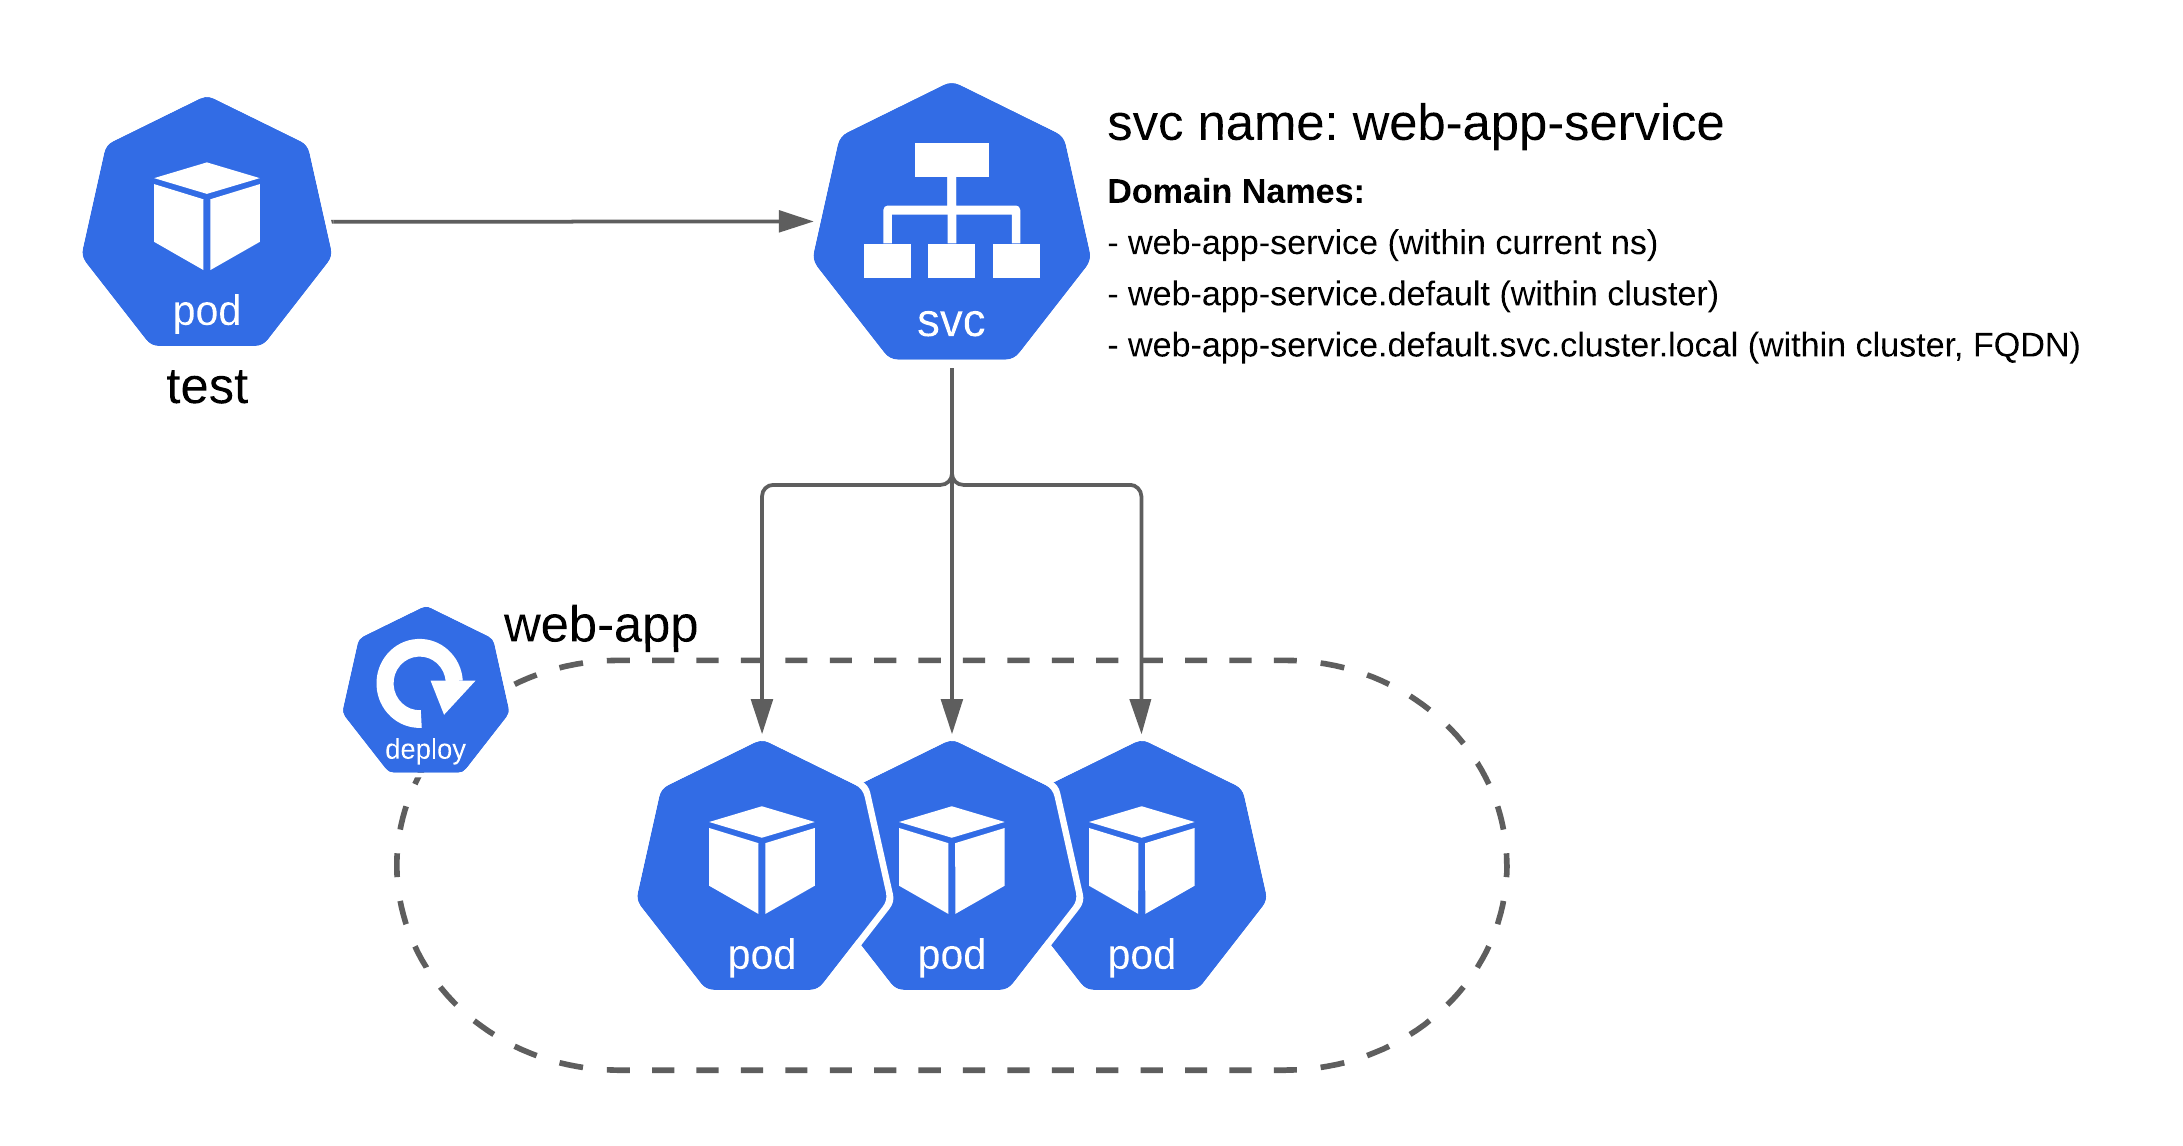 pod
test
svc
svc name: web-app-service
Domain Names:
- web-app-service (within current ns)
- web-app-service.default (within cluster)
- web-app-service.default.svc.cluster.local (within cluster, FQDN)
web-app
deploy
pod
pod
pod